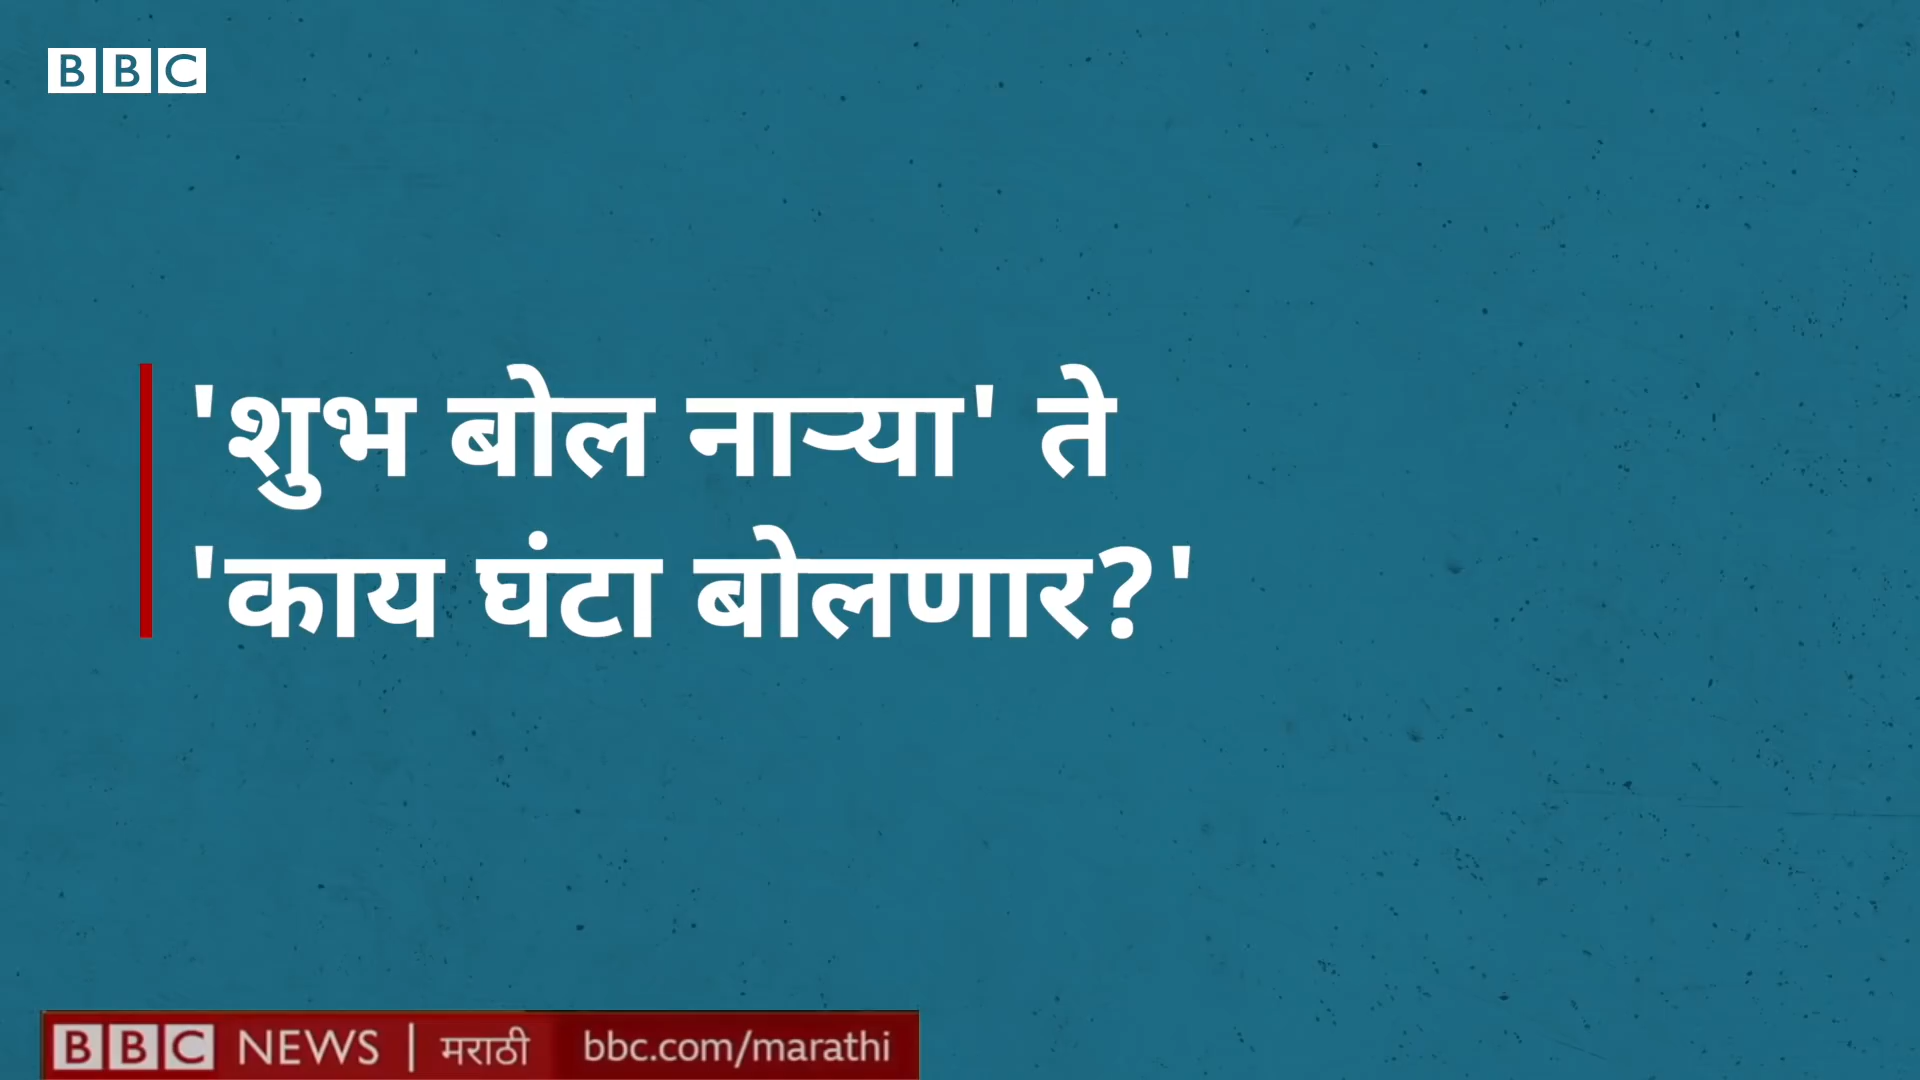 BBC
'शुभ बोल नाऱ्या' ते
'काय घंटा बोलणार?'
BBC NEWS | मराठी bbc.com/marathi